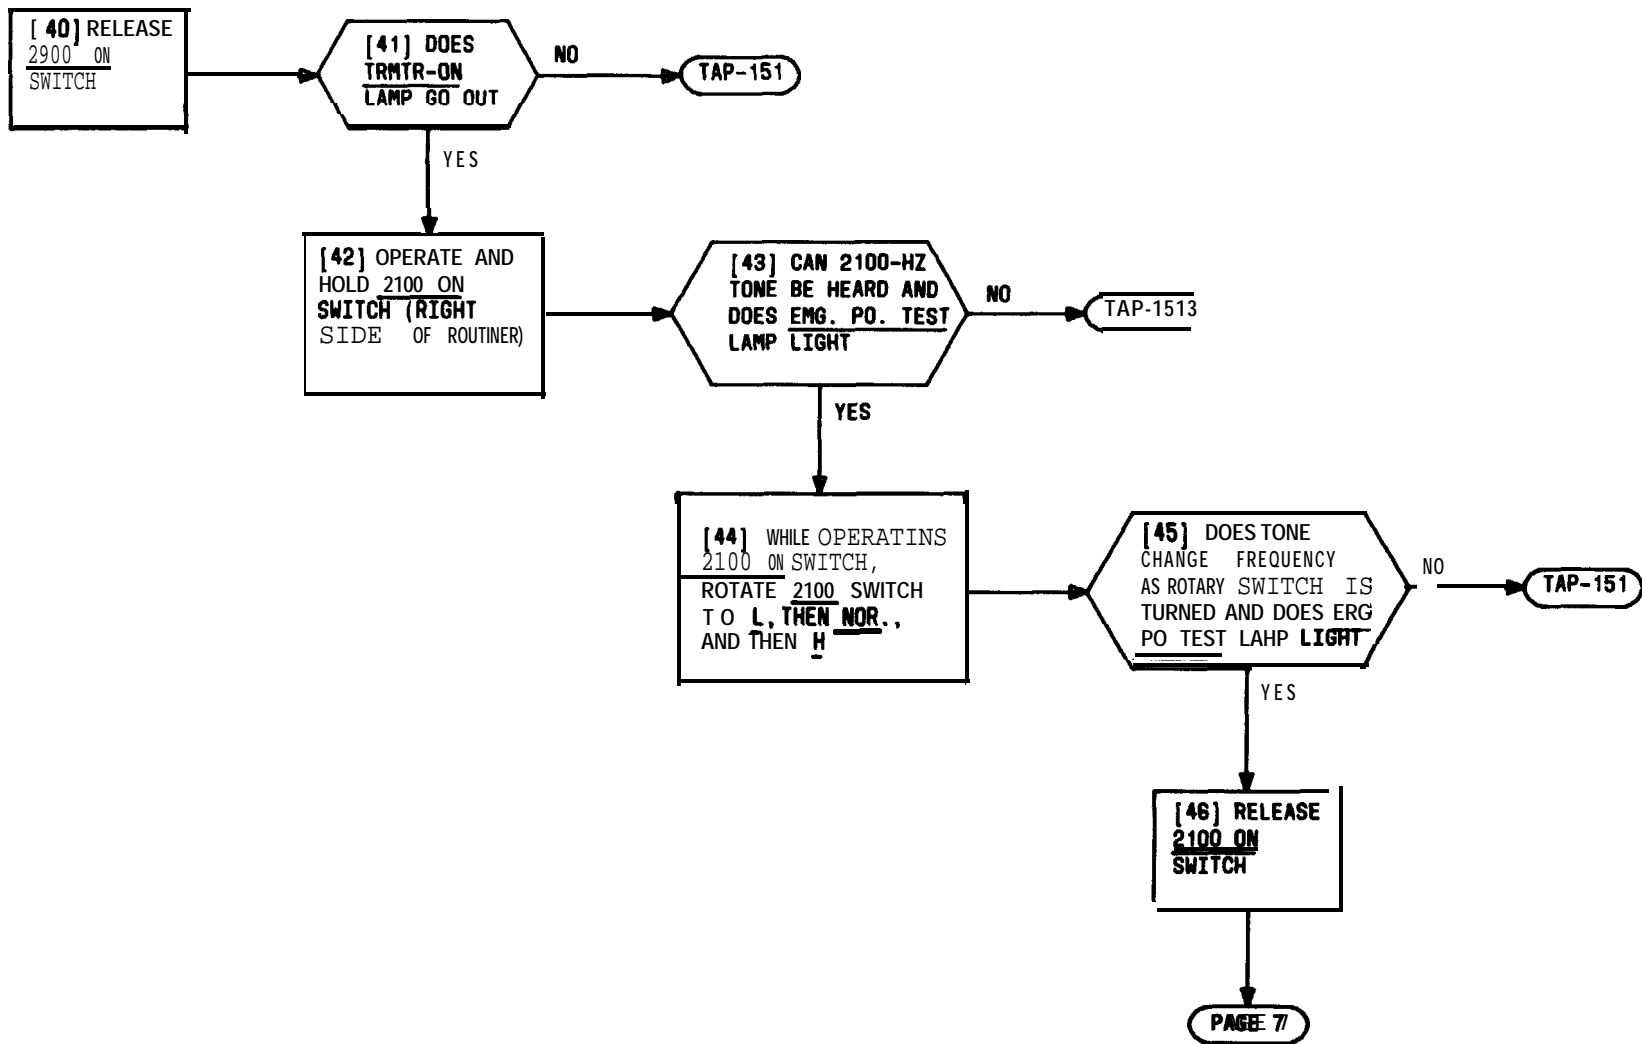 [40] RELEASE
2900 ON
SWITCH
[41] DOES
TRMTR-ON
LAMP GO OUT
NO
TAP-151
YES
[42] OPERATE AND
HOLD 2100 ON
SWITCH (RIGHT
SIDE OF ROUTINER)
[43] CAN 2100-HZ
TONE BE HEARD AND
DOES EMG. PO. TEST
LAMP LIGHT
NO
TAP-1513
YES
[44] WHILE OPERATINS
2100 ON SWITCH,
ROTATE 2100 SWITCH
TO L, THEN NOR.,
AND THEN H
[45] DOES TONE
CHANGE FREQUENCY
AS ROTARY SWITCH IS
TURNED AND DOES ERG
PO TEST LAHP LIGHT
NO
TAP-151
YES
[46] RELEASE
2100 ON
SWITCH
PAGE 7